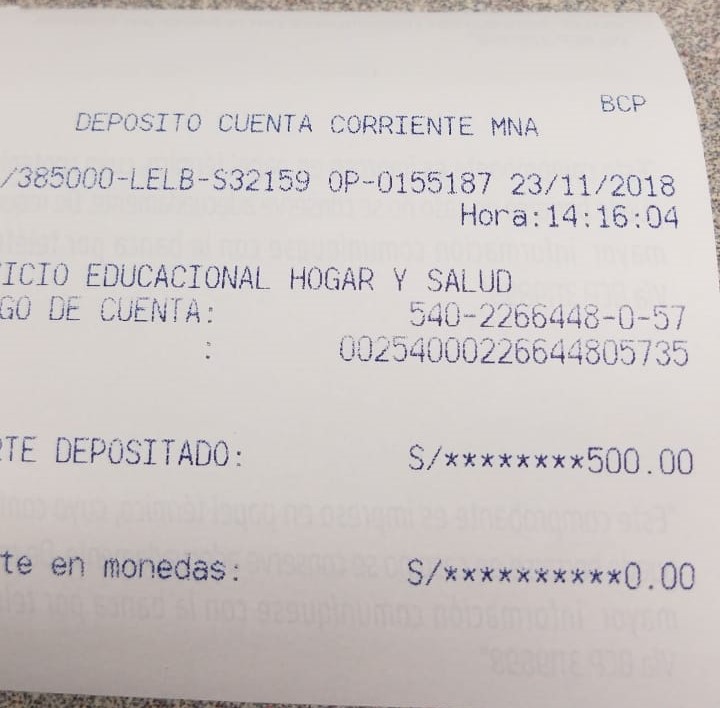 BCP
DEPOSITO CUENTA CORRIENTE MNA
/385000-LELB-S32159 OP-0155187 23/11/2018
Hora:14:16:04
ICIO EDUCACIONAL HOGAR Y SALUD
GO DE CUENTA: 540-2266448-0-57
: 00254000226644805735
RTE DEPOSITADO: S/********500.00
te en monedas: S/**********0.00